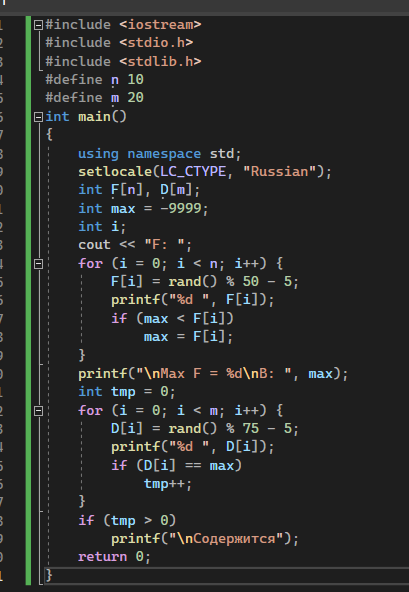 #include <iostream>
#include <stdio.h>
#include <stdlib.h>
#define n 10
#define m 20
int main()
{
    using namespace std;
    setlocale(LC_CTYPE, "Russian");
    int F[n], D[m];
    int max = -9999;
    int i;
    cout << "F: ";
    for (i = 0; i < n; i++) {
        F[i] = rand() % 50 - 5;
        printf("%d ", F[i]);
        if (max < F[i])
            max = F[i];
    }
    printf("\nMax F = %d\nB: ", max);
    int tmp = 0;
    for (i = 0; i < m; i++) {
        D[i] = rand() % 75 - 5;
        printf("%d ", D[i]);
        if (D[i] == max)
            tmp++;
    }
    if (tmp > 0)
        printf("\nСодержится");
    return 0;
}